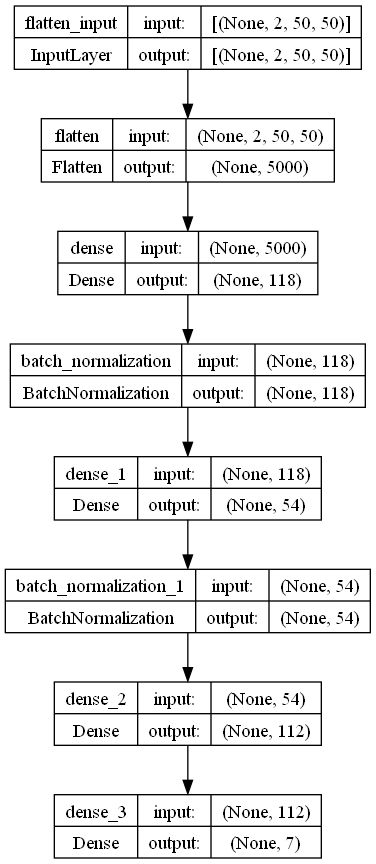 flatten_input input: [(None, 2, 50, 50)]
InputLayer output: [(None, 2, 50, 50)]
flatten input: (None, 2, 50, 50)
Flatten output: (None, 5000)
dense input: (None, 5000)
Dense output: (None, 118)
batch_normalization input: (None, 118)
BatchNormalization output: (None, 118)
dense_1 input: (None, 118)
Dense output: (None, 54)
batch_normalization_1 input: (None, 54)
BatchNormalization output: (None, 54)
dense_2 input: (None, 54)
Dense output: (None, 112)
dense_3 input: (None, 112)
Dense output: (None, 7)